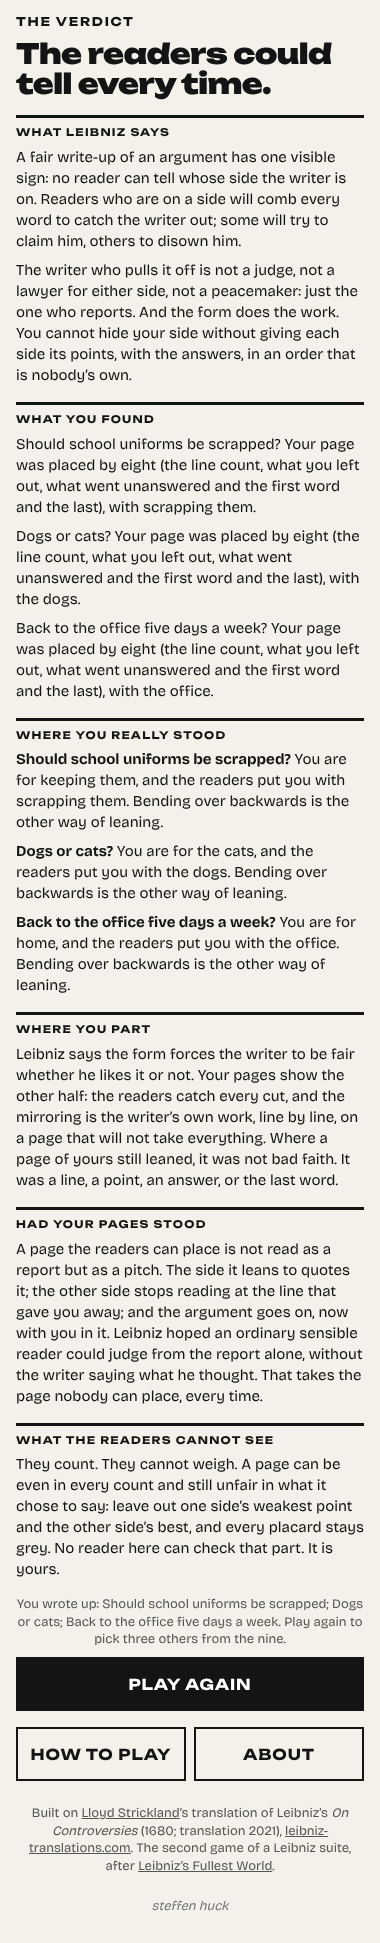 THE VERDICT
The readers could
tell every time.
WHAT LEIBNIZ SAYS
A fair write-up of an argument has one visible
sign: no reader can tell whose side the writer is
on. Readers who are on a side will comb every
word to catch the writer out; some will try to
claim him, others to disown him.
The writer who pulls it off is not a judge, not a
lawyer for either side, not a peacemaker: just the
one who reports. And the form does the work.
You cannot hide your side without giving each
side its points, with the answers, in an order that
is nobody's own.
WHAT YOU FOUND
Should school uniforms be scrapped? Your page
was placed by eight (the line count, what you left
out, what went unanswered and the first word
and the last), with scrapping them.
Dogs or cats? Your page was placed by eight (the
line count, what you left out, what went
unanswered and the first word and the last), with
the dogs.
Back to the office five days a week? Your page
was placed by eight (the line count, what you left
out, what went unanswered and the first word
and the last), with the office.
WHERE YOU REALLY STOOD
Should school uniforms be scrapped? You are
for keeping them, and the readers put you with
scrapping them. Bending over backwards is the
other way of leaning.
Dogs or cats? You are for the cats, and the
readers put you with the dogs. Bending over
backwards is the other way of leaning.
Back to the office five days a week? You are for
home, and the readers put you with the office.
Bending over backwards is the other way of
leaning.
WHERE YOU PART
Leibniz says the form forces the writer to be fair
whether he likes it or not. Your pages show the
other half: the readers catch every cut, and the
mirroring is the writer's own work, line by line, on
a page that will not take everything. Where a
page of yours still leaned, it was not bad faith. It
was a line, a point, an answer, or the last word.
HAD YOUR PAGES STOOD
A page the readers can place is not read as a
report but as a pitch. The side it leans to quotes
it; the other side stops reading at the line that
gave you away; and the argument goes on, now
with you in it. Leibniz hoped an ordinary sensible
reader could judge from the report alone, without
the writer saying what he thought. That takes the
page nobody can place, every time.
WHAT THE READERS CANNOT SEE
They count. They cannot weigh. A page can be
even in every count and still unfair in what it
chose to say: leave out one side's weakest point
and the other side's best, and every placard stays
grey. No reader here can check that part. It is
yours.
You wrote up: Should school uniforms be scrapped; Dogs
or cats; Back to the office five days a week. Play again to
pick three others from the nine.
PLAY AGAIN
HOW TO PLAY
ABOUT
Built on Lloyd Strickland's translation of Leibniz's On
Controversies (1680; translation 2021), leibniz-
translations.com. The second game of a Leibniz suite,
after Leibniz's Fullest World.
steffen huck